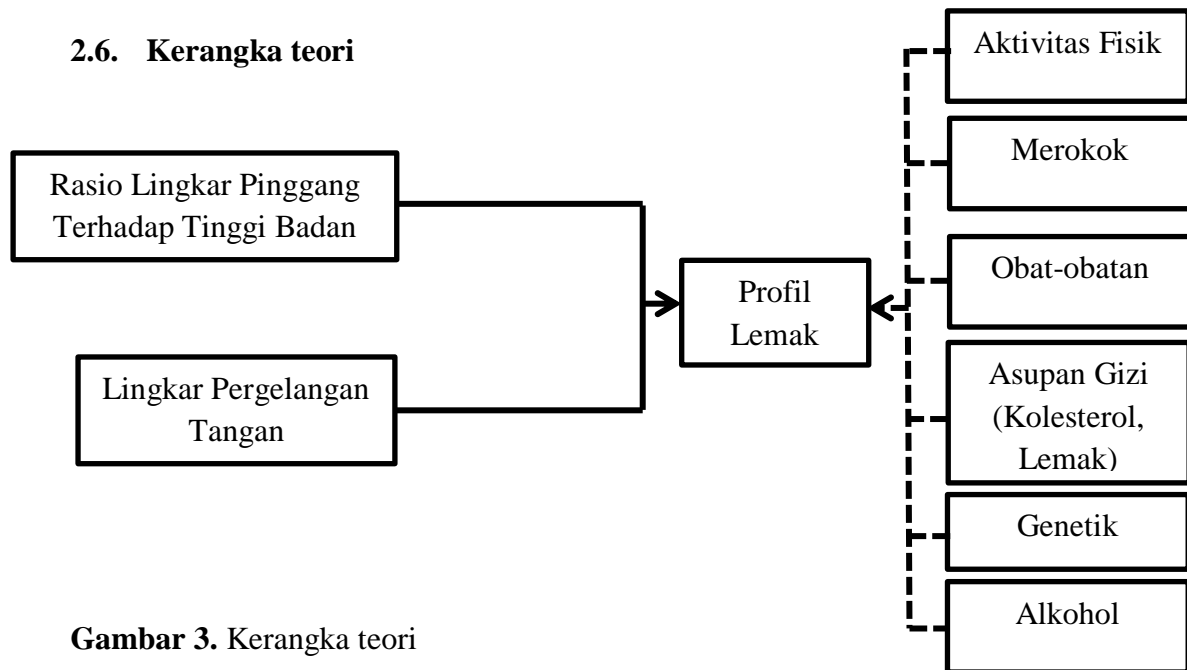 2.6. Kerangka teori
Rasio Lingkar Pinggang
Terhadap Tinggi Badan
Lingkar Pergelangan
Tangan
Profil
Lemak
Aktivitas Fisik
Merokok
Obat-obatan
Asupan Gizi
(Kolesterol,
Lemak)
Genetik
Alkohol
Gambar 3. Kerangka teori